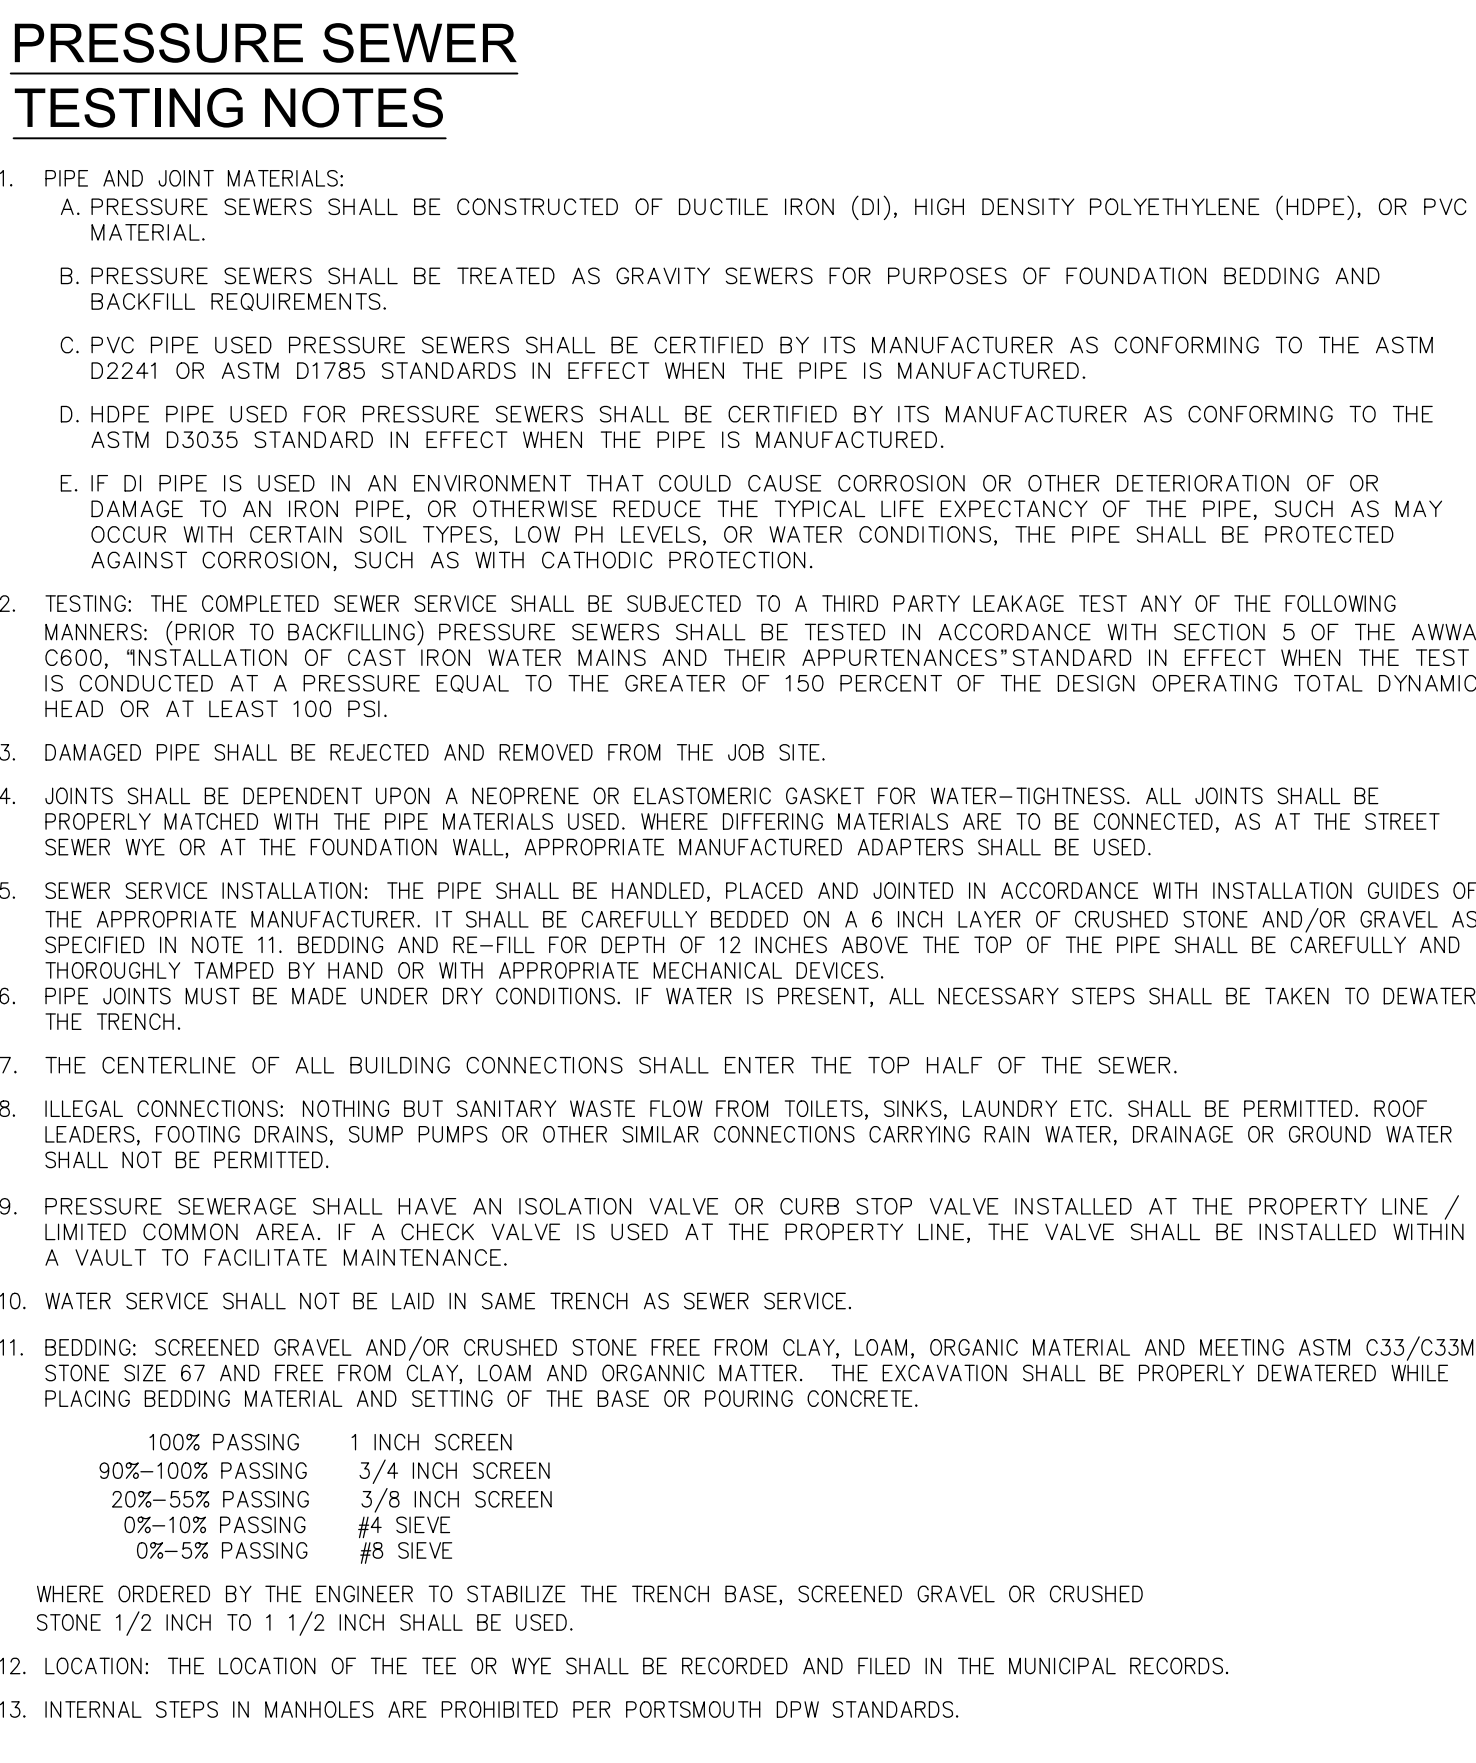 PRESSURE SEWER
TESTING NOTES
1. PIPE AND JOINT MATERIALS:
A. PRESSURE SEWERS SHALL BE CONSTRUCTED OF DUCTILE IRON (DI), HIGH DENSITY POLYETHYLENE (HDPE), OR PVC
MATERIAL.
B. PRESSURE SEWERS SHALL BE TREATED AS GRAVITY SEWERS FOR PURPOSES OF FOUNDATION BEDDING AND
BACKFILL REQUIREMENTS.
C. PVC PIPE USED PRESSURE SEWERS SHALL BE CERTIFIED BY ITS MANUFACTURER AS CONFORMING TO THE ASTM
D2241 OR ASTM D1785 STANDARDS IN EFFECT WHEN THE PIPE IS MANUFACTURED.
D. HDPE PIPE USED FOR PRESSURE SEWERS SHALL BE CERTIFIED BY ITS MANUFACTURER AS CONFORMING TO THE
ASTM D3035 STANDARD IN EFFECT WHEN THE PIPE IS MANUFACTURED.
E. IF DI PIPE IS USED IN AN ENVIRONMENT THAT COULD CAUSE CORROSION OR OTHER DETERIORATION OF OR
DAMAGE TO AN IRON PIPE, OR OTHERWISE REDUCE THE TYPICAL LIFE EXPECTANCY OF THE PIPE, SUCH AS MAY
OCCUR WITH CERTAIN SOIL TYPES, LOW PH LEVELS, OR WATER CONDITIONS, THE PIPE SHALL BE PROTECTED
AGAINST CORROSION, SUCH AS WITH CATHODIC PROTECTION.
2. TESTING: THE COMPLETED SEWER SERVICE SHALL BE SUBJECTED TO A THIRD PARTY LEAKAGE TEST ANY OF THE FOLLOWING
MANNERS: (PRIOR TO BACKFILLING) PRESSURE SEWERS SHALL BE TESTED IN ACCORDANCE WITH SECTION 5 OF THE AWWA
C600, "INSTALLATION OF CAST IRON WATER MAINS AND THEIR APPURTENANCES" STANDARD IN EFFECT WHEN THE TEST
IS CONDUCTED AT A PRESSURE EQUAL TO THE GREATER OF 150 PERCENT OF THE DESIGN OPERATING TOTAL DYNAMIC
HEAD OR AT LEAST 100 PSI.
3. DAMAGED PIPE SHALL BE REJECTED AND REMOVED FROM THE JOB SITE.
4. JOINTS SHALL BE DEPENDENT UPON A NEOPRENE OR ELASTOMERIC GASKET FOR WATER-TIGHTNESS. ALL JOINTS SHALL BE
PROPERLY MATCHED WITH THE PIPE MATERIALS USED. WHERE DIFFERING MATERIALS ARE TO BE CONNECTED, AS AT THE STREET
SEWER WYE OR AT THE FOUNDATION WALL, APPROPRIATE MANUFACTURED ADAPTERS SHALL BE USED.
5. SEWER SERVICE INSTALLATION: THE PIPE SHALL BE HANDLED, PLACED AND JOINTED IN ACCORDANCE WITH INSTALLATION GUIDES OF
THE APPROPRIATE MANUFACTURER. IT SHALL BE CAREFULLY BEDDED ON A 6 INCH LAYER OF CRUSHED STONE AND/OR GRAVEL AS
SPECIFIED IN NOTE 11. BEDDING AND RE-FILL FOR DEPTH OF 12 INCHES ABOVE THE TOP OF THE PIPE SHALL BE CAREFULLY AND
THOROUGHLY TAMPED BY HAND OR WITH APPROPRIATE MECHANICAL DEVICES.
6. PIPE JOINTS MUST BE MADE UNDER DRY CONDITIONS. IF WATER IS PRESENT, ALL NECESSARY STEPS SHALL BE TAKEN TO DEWATER
THE TRENCH.
7. THE CENTERLINE OF ALL BUILDING CONNECTIONS SHALL ENTER THE TOP HALF OF THE SEWER.
8. ILLEGAL CONNECTIONS: NOTHING BUT SANITARY WASTE FLOW FROM TOILETS, SINKS, LAUNDRY ETC. SHALL BE PERMITTED. ROOF
LEADERS, FOOTING DRAINS, SUMP PUMPS OR OTHER SIMILAR CONNECTIONS CARRYING RAIN WATER, DRAINAGE OR GROUND WATER
SHALL NOT BE PERMITTED.
9. PRESSURE SEWERAGE SHALL HAVE AN ISOLATION VALVE OR CURB STOP VALVE INSTALLED AT THE PROPERTY LINE /
LIMITED COMMON AREA. IF A CHECK VALVE IS USED AT THE PROPERTY LINE, THE VALVE SHALL BE INSTALLED WITHIN
A VAULT TO FACILITATE MAINTENANCE.
10. WATER SERVICE SHALL NOT BE LAID IN SAME TRENCH AS SEWER SERVICE.
11. BEDDING: SCREENED GRAVEL AND/OR CRUSHED STONE FREE FROM CLAY, LOAM, ORGANIC MATERIAL AND MEETING ASTM C33/C33M
STONE SIZE 67 AND FREE FROM CLAY, LOAM AND ORGANNIC MATTER. THE EXCAVATION SHALL BE PROPERLY DEWATERED WHILE
PLACING BEDDING MATERIAL AND SETTING OF THE BASE OR POURING CONCRETE.
100% PASSING 1 INCH SCREEN
90%-100% PASSING 3/4 INCH SCREEN
20%-55% PASSING 3/8 INCH SCREEN
0%-10% PASSING #4 SIEVE
0%-5% PASSING #8 SIEVE
WHERE ORDERED BY THE ENGINEER TO STABILIZE THE TRENCH BASE, SCREENED GRAVEL OR CRUSHED
STONE 1/2 INCH TO 1 1/2 INCH SHALL BE USED.
12. LOCATION: THE LOCATION OF THE TEE OR WYE SHALL BE RECORDED AND FILED IN THE MUNICIPAL RECORDS.
13. INTERNAL STEPS IN MANHOLES ARE PROHIBITED PER PORTSMOUTH DPW STANDARDS.